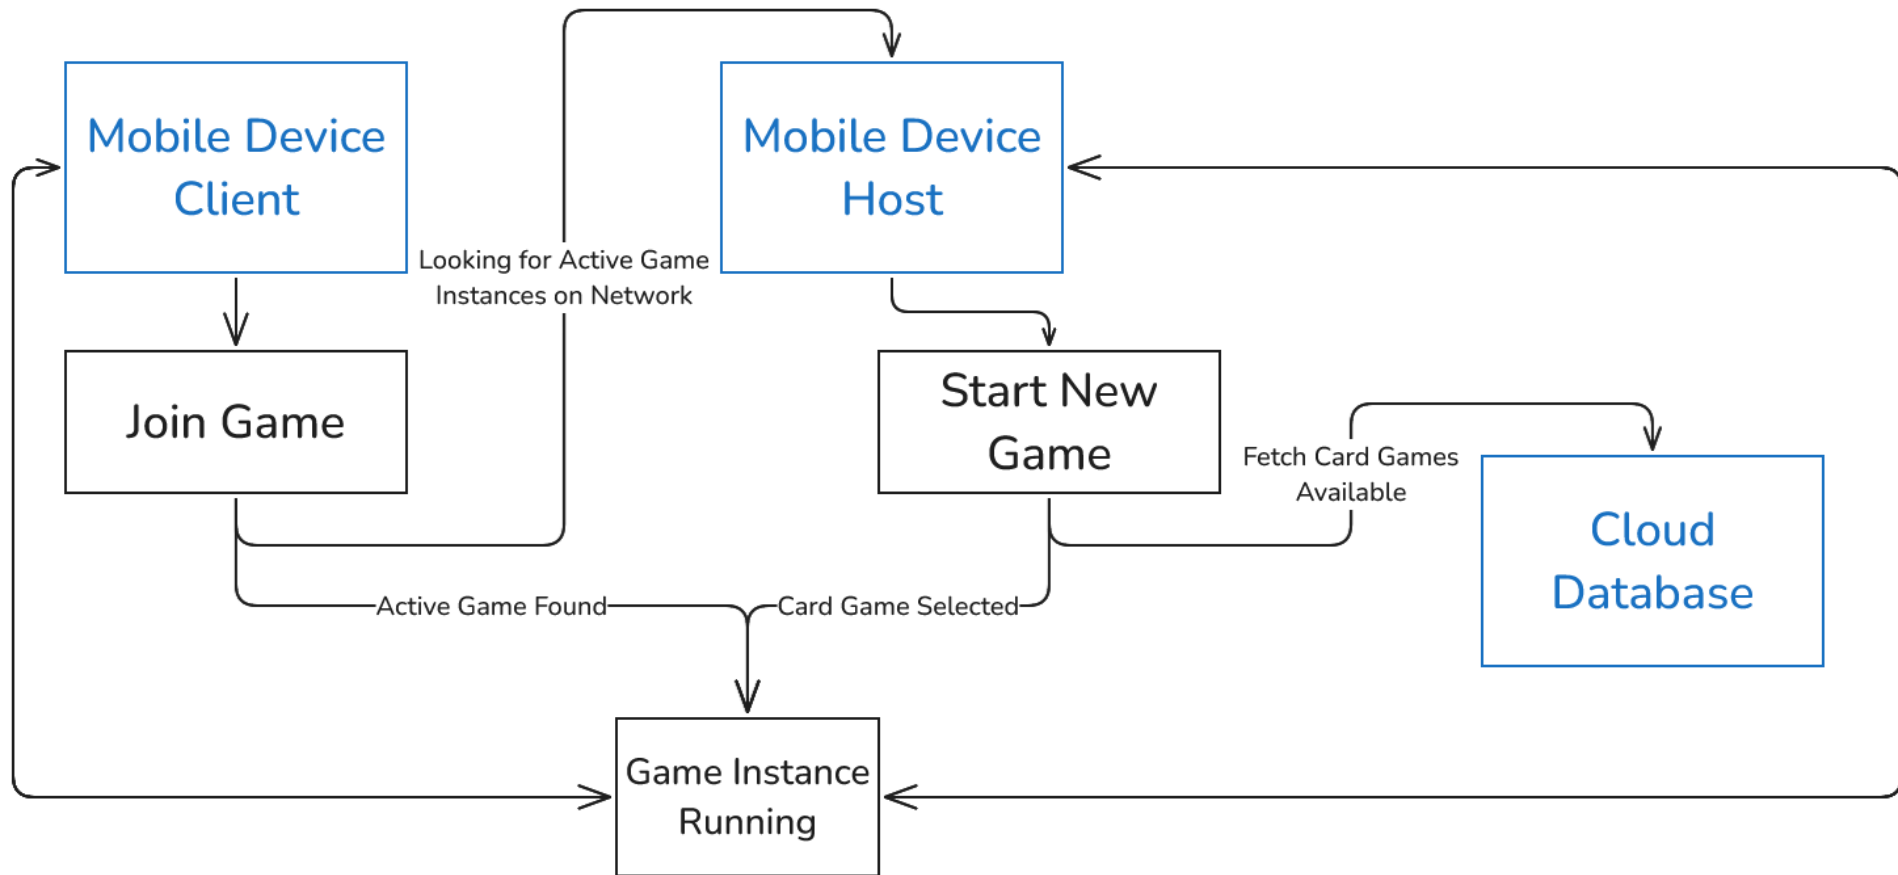 Mobile Device
Client
Mobile Device
Host
Looking for Active Game
Instances on Network
Join Game
Start New
Game
Fetch Card Games
Available
Cloud
Database
Active Game Found
Card Game Selected
Game Instance
Running